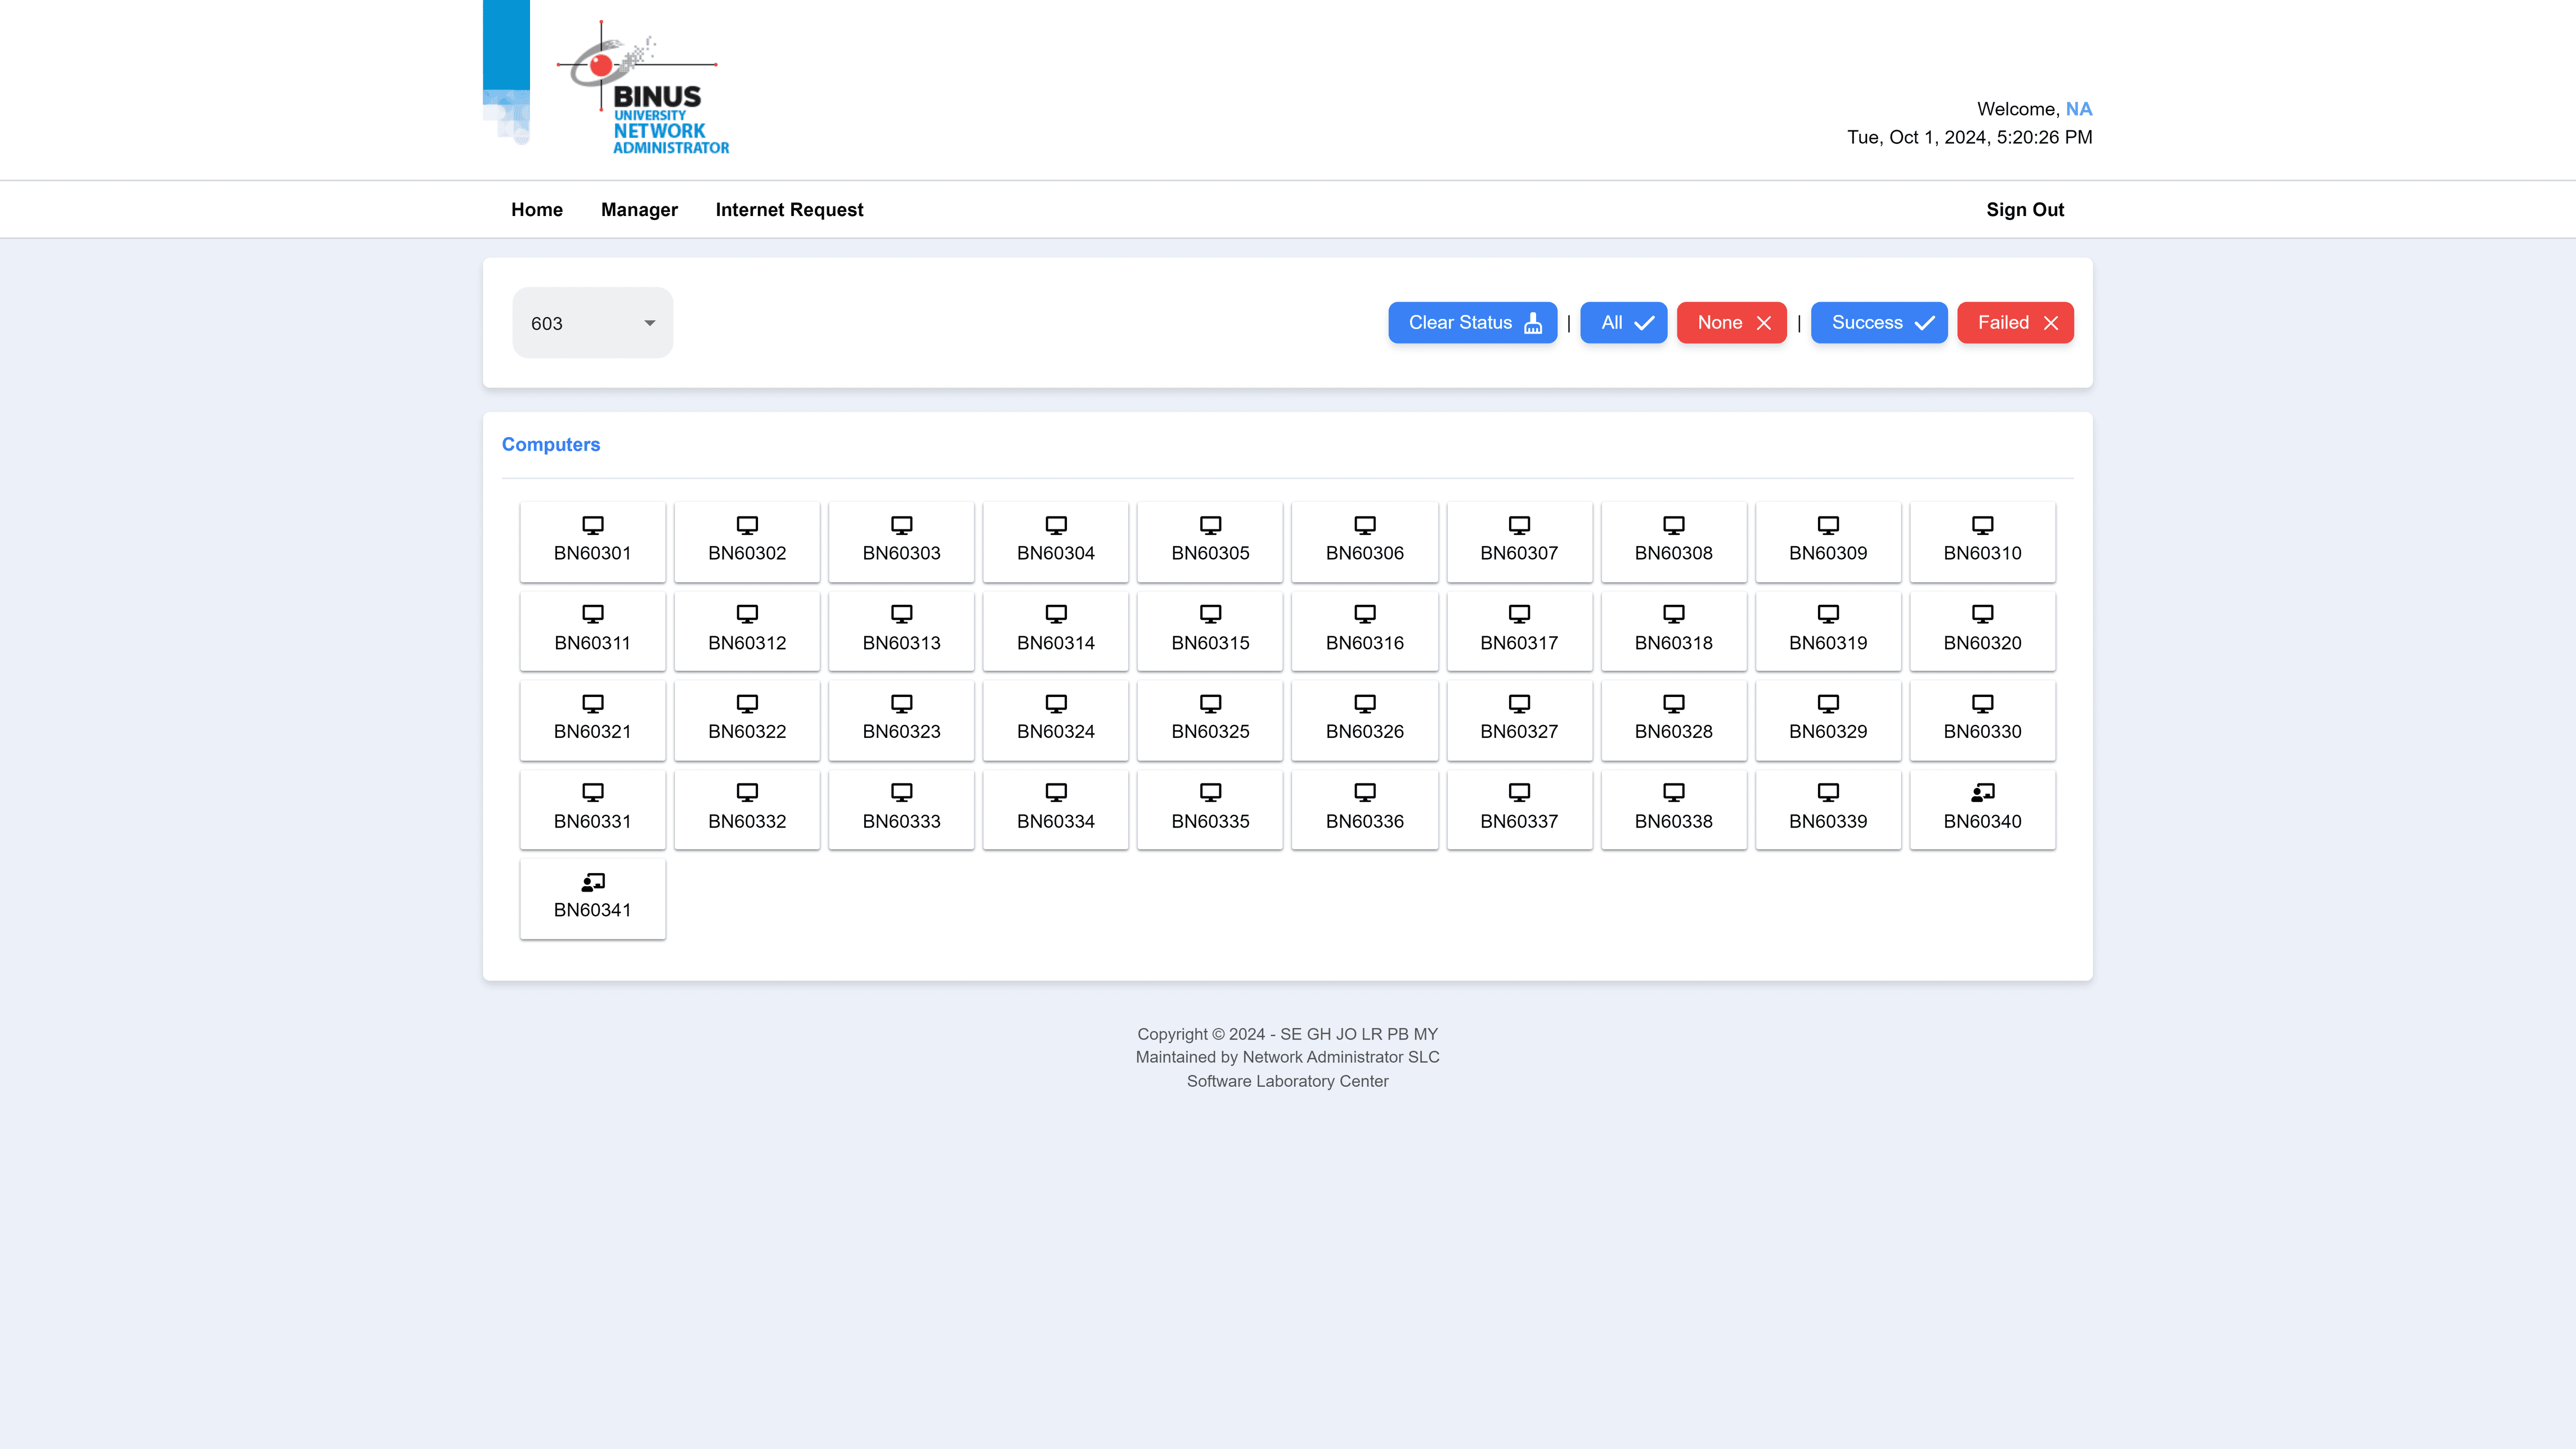 BINUS
UNIVERSITY
NETWORK
ADMINISTRATOR
Welcome, NA
Tue, Oct 1, 2024, 5:20:26 PM
Home Manager Internet Request Sign Out
603 Clear Status | All None | Success Failed
Computers
BN60301 BN60302 BN60303 BN60304 BN60305 BN60306 BN60307 BN60308 BN60309 BN60310
BN60311 BN60312 BN60313 BN60314 BN60315 BN60316 BN60317 BN60318 BN60319 BN60320
BN60321 BN60322 BN60323 BN60324 BN60325 BN60326 BN60327 BN60328 BN60329 BN60330
BN60331 BN60332 BN60333 BN60334 BN60335 BN60336 BN60337 BN60338 BN60339 BN60340
BN60341
Copyright © 2024 - SE GH JO LR PB MY
Maintained by Network Administrator SLC
Software Laboratory Center